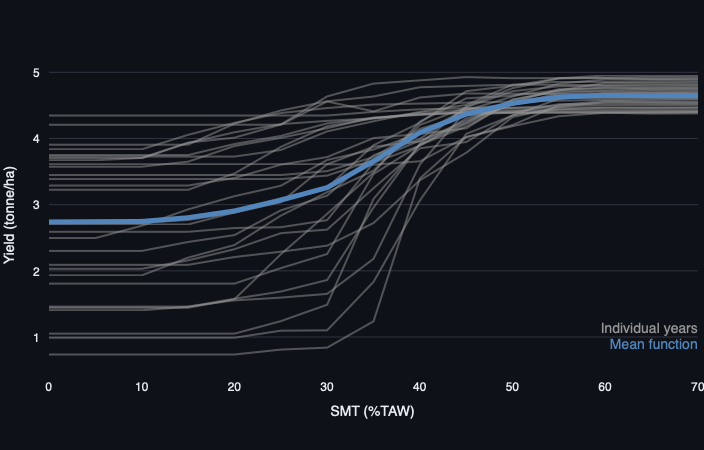 5
4
3
2
1
Yield (tonne/ha)
Individual years
Mean function
0 10 20 30 40 50 60 70
SMT (%TAW)